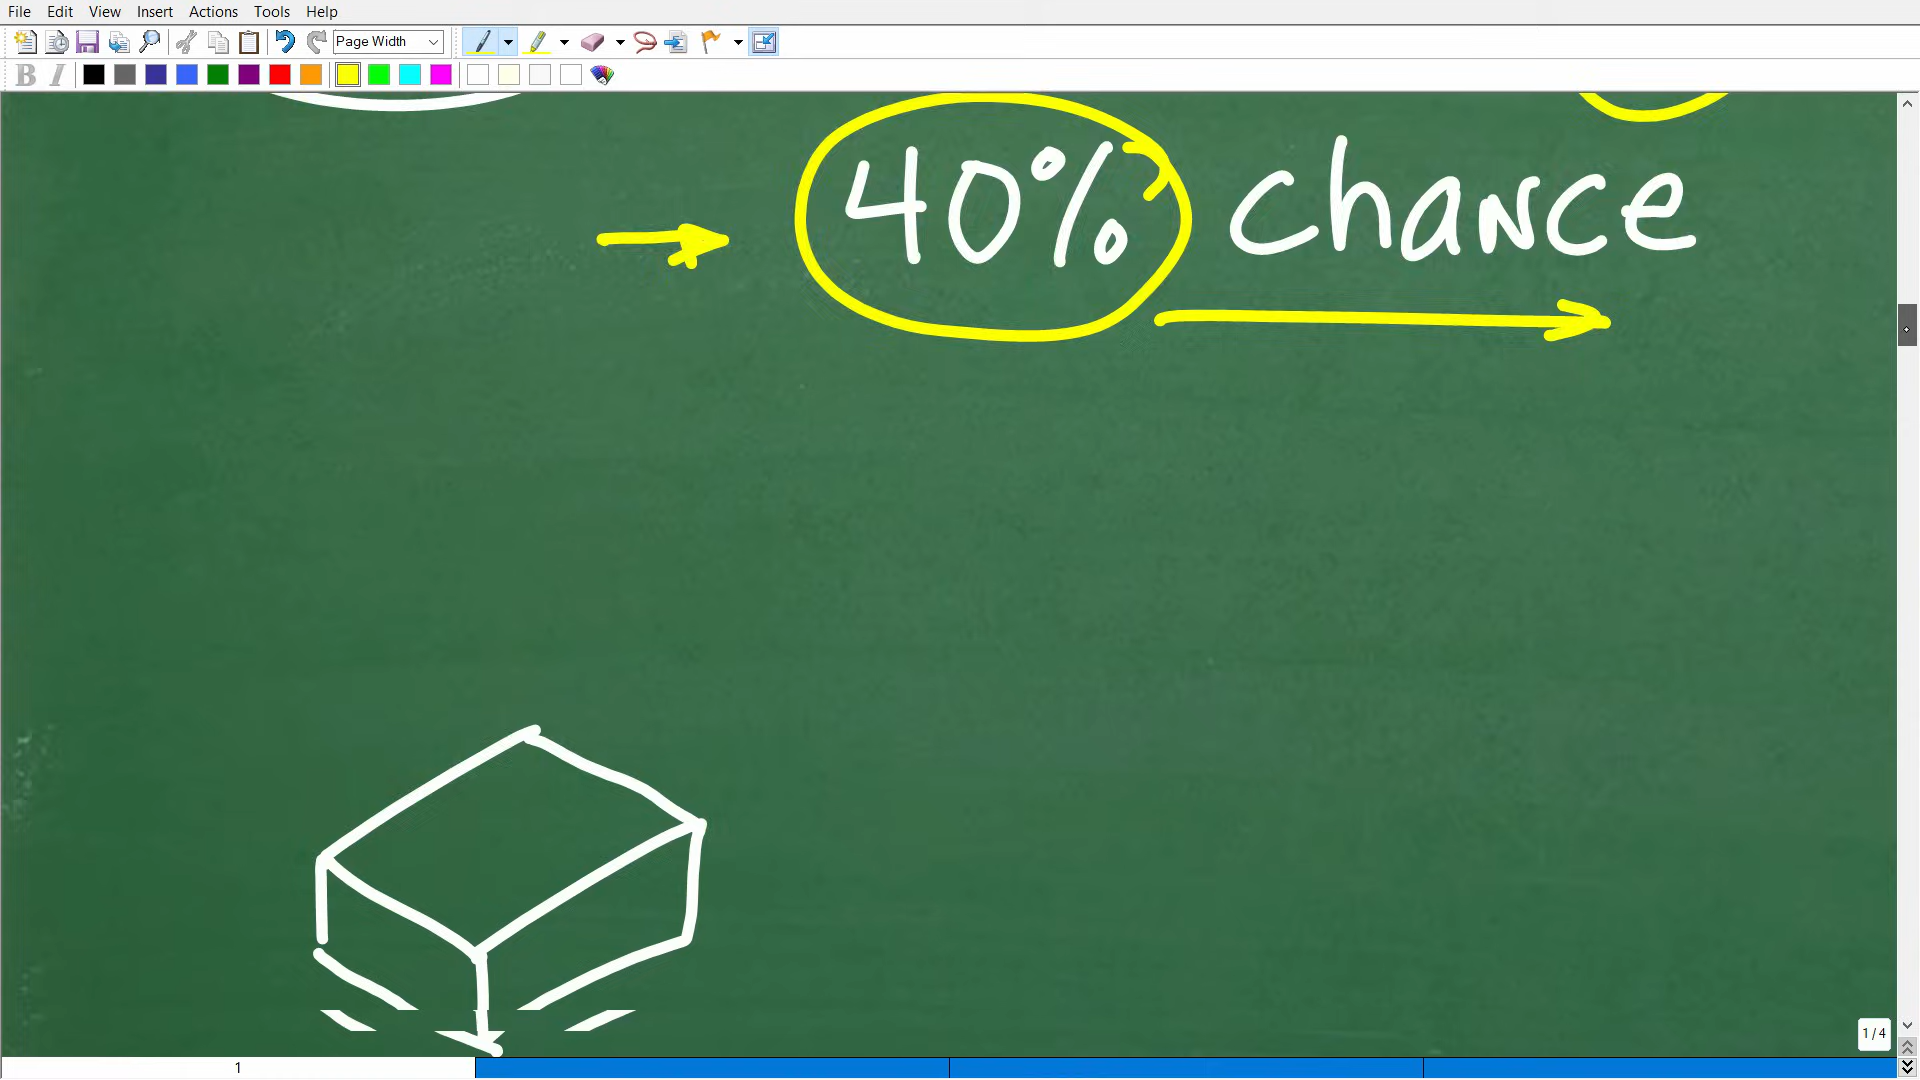 File Edit View Insert Actions Tools Help
Page Width
B I
40% chance
1 / 4
1